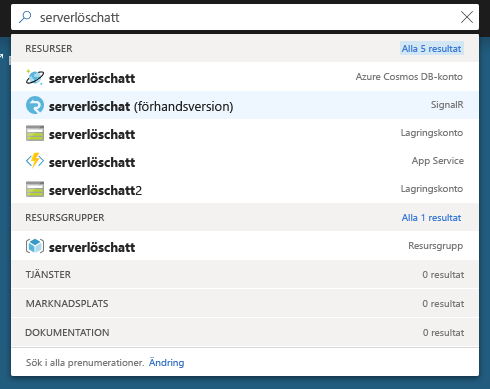 serverlöschatt
RESURSER Alla 5 resultat
serverlöschatt Azure Cosmos DB-konto
serverlöschat (förhandsversion) SignalR
serverlöschatt Lagringskonto
serverlöschatt App Service
serverlöschatt2 Lagringskonto
RESURSGRUPPER Alla 1 resultat
serverlöschatt Resursgrupp
TJÄNSTER 0 resultat
MARKNADSPLATS 0 resultat
DOKUMENTATION 0 resultat
Sök i alla prenumerationer. Ändring